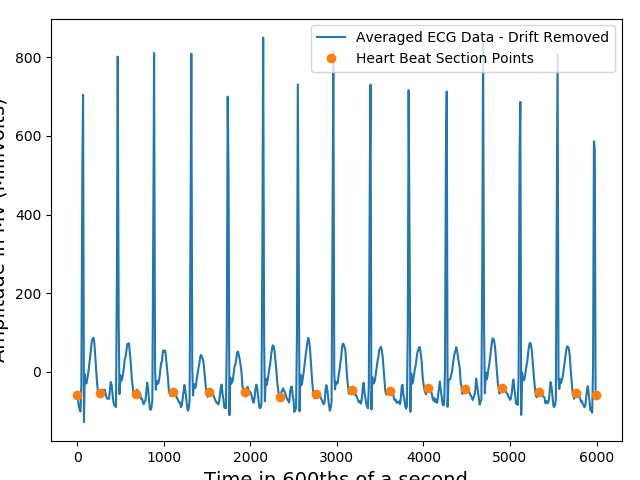 Averaged ECG Data - Drift Removed
Heart Beat Section Points
800
600
400
200
0
Amplitude in MV (Millivolts)
0 1000 2000 3000 4000 5000 6000
Time in 600ths of a second